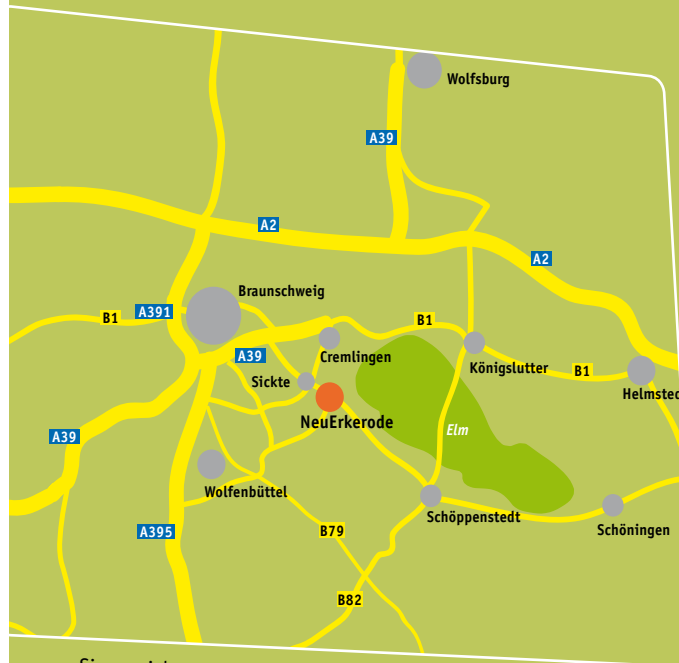 Wolfsburg
A39
A2
A2
Braunschweig
B1
A391
B1
A39
Cremlingen
Königslutter
B1
Sickte
Helmsted
NeuErkerode
Elm
A39
Wolfenbüttel
Schöppenstedt
Schöningen
A395
B79
B82